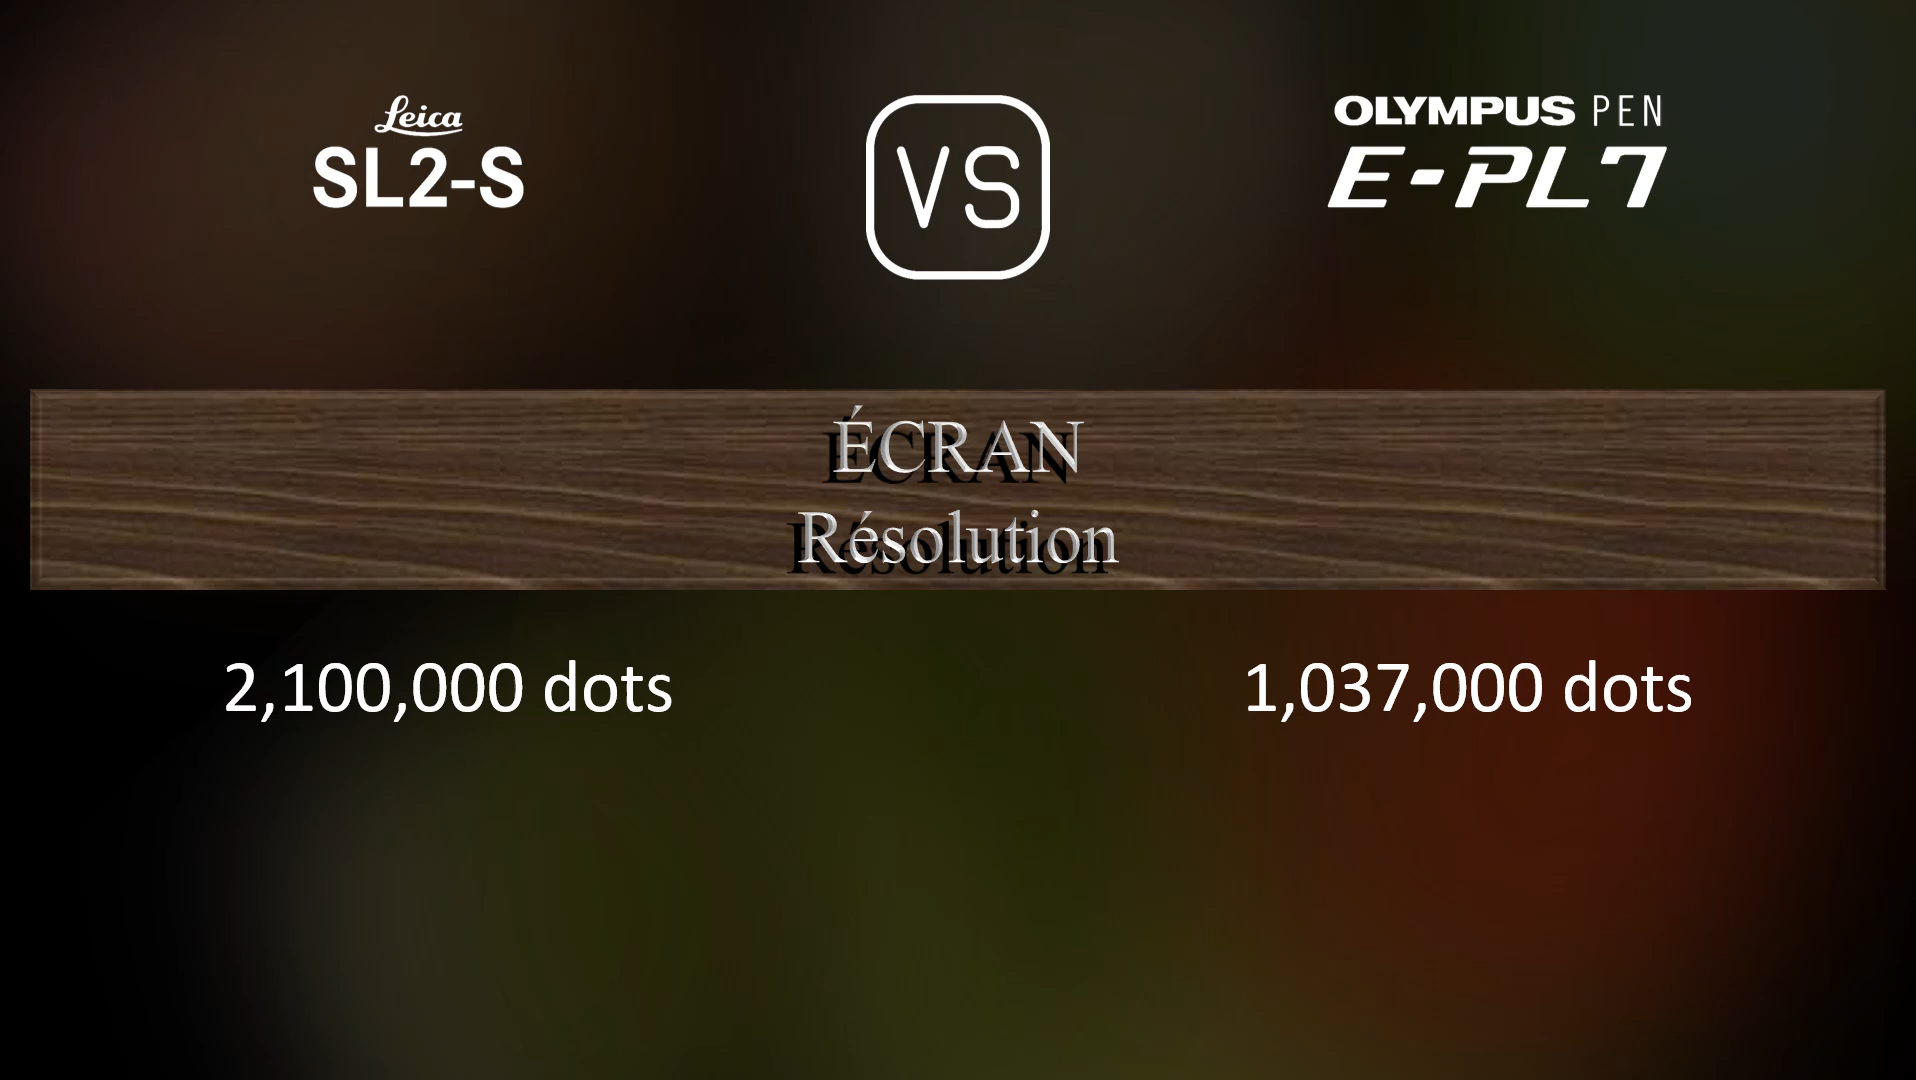 Leica
SL2-S
VS
OLYMPUS PEN
E-PL7
ÉCRAN
Résolution
2,100,000 dots
1,037,000 dots